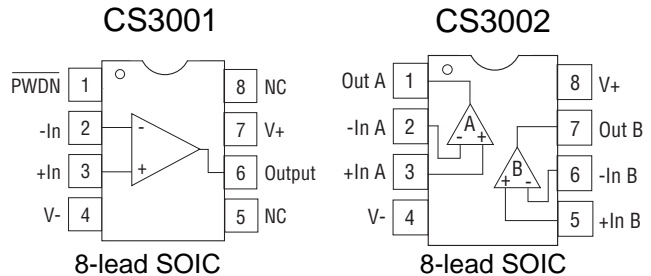 CS3001
PWDN 1
-In 2
+In 3
V- 4
- 
+
8 NC
7 V+
6 Output
5 NC
8-lead SOIC
CS3002
Out A 1
-In A 2
+In A 3
V- 4
A
- +
B
+ -
8 V+
7 Out B
6 -In B
5 +In B
8-lead SOIC